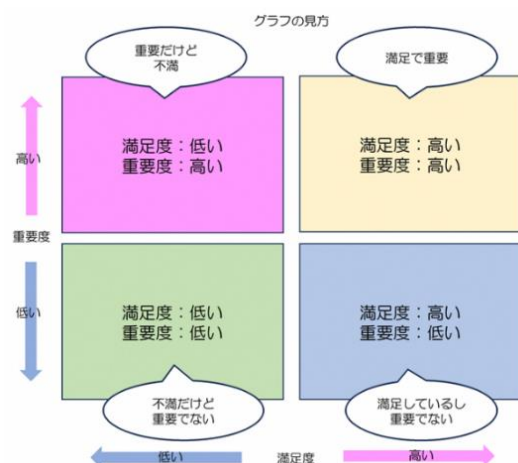 グラフの見方
重要だけど
不満
満足で重要
満足度：低い
重要度：高い
満足度：高い
重要度：高い
高い
重要度
低い
満足度：低い
重要度：低い
満足度：高い
重要度：低い
不満だけど
重要でない
満足しているし
重要でない
低い
満足度
高い